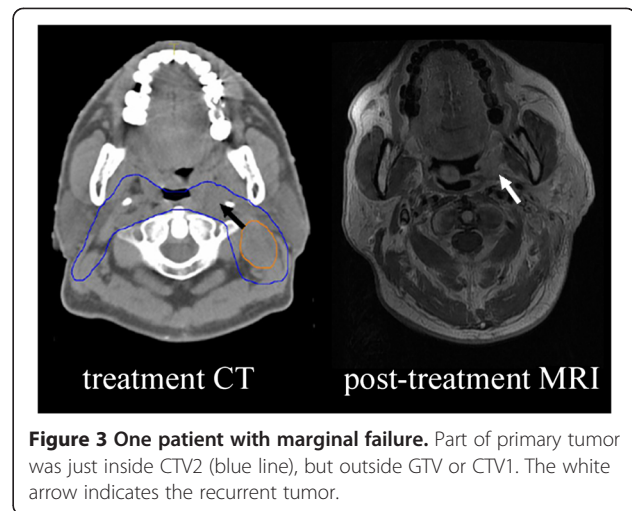 treatment CT
post-treatment MRI
Figure 3 One patient with marginal failure. Part of primary tumor
was just inside CTV2 (blue line), but outside GTV or CTV1. The white
arrow indicates the recurrent tumor.